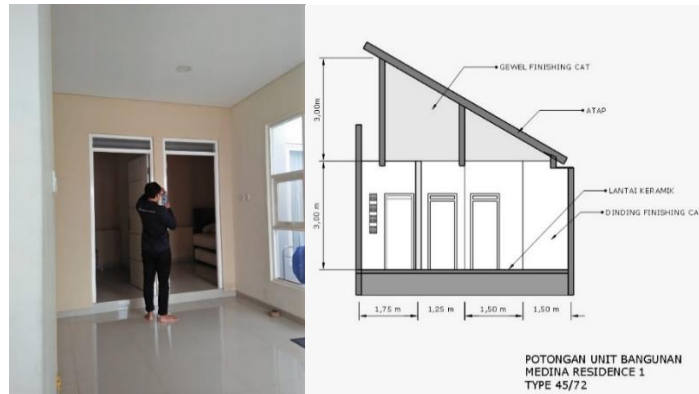 GEWEL FINISHING CAT
ATAP
3,00m
LANTAI KERAMIK
DINDING FINISHING CA
3,00 m
1,75 m
1,25 m
1,50 m
1,50 m
POTONGAN UNIT BANGUNAN
MEDINA RESIDENCE 1
TYPE 45/72